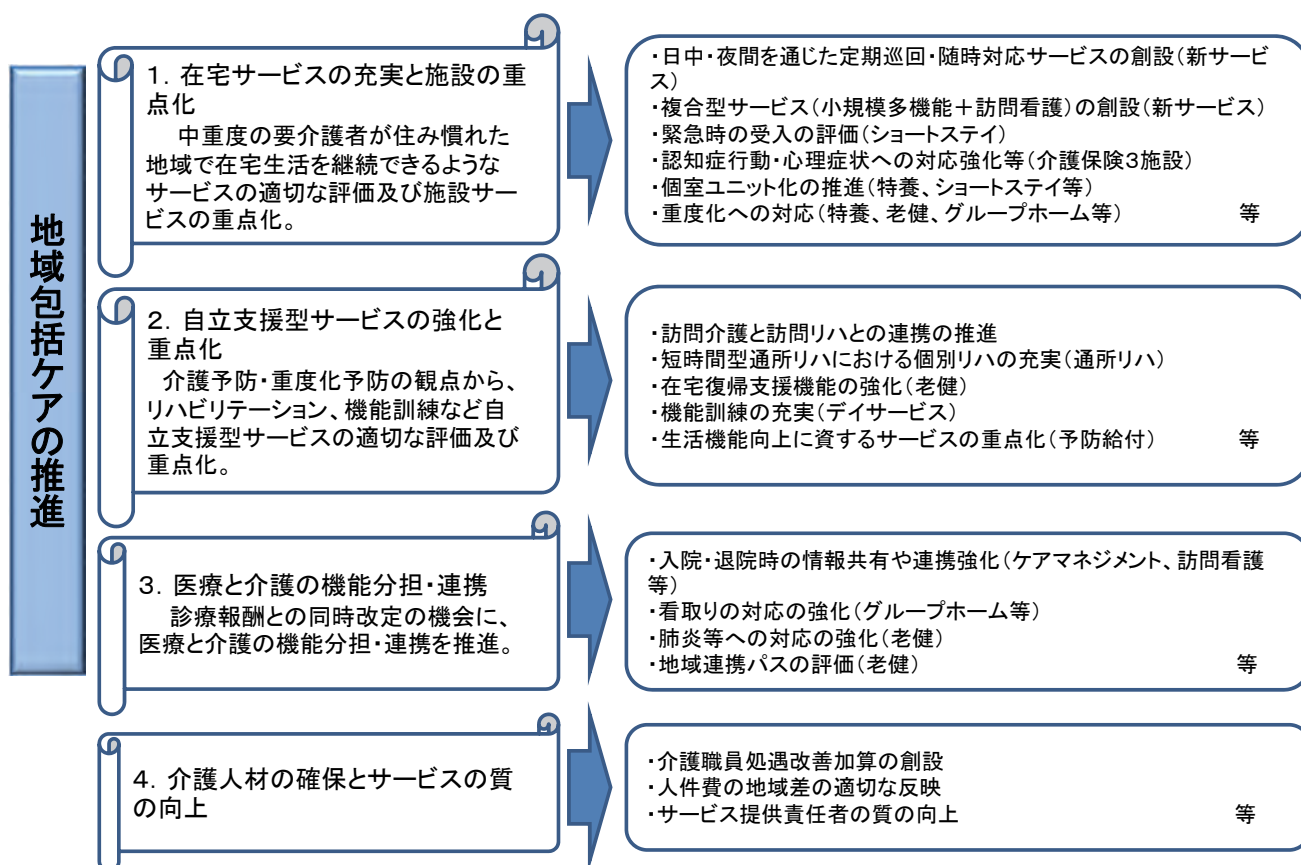 地域包括ケアの推進
1．在宅サービスの充実と施設の重
点化
中重度の要介護者が住み慣れた
地域で在宅生活を継続できるような
サービスの適切な評価及び施設サー
ビスの重点化。
・日中・夜間を通じた定期巡回・随時対応サービスの創設（新サービ
ス）
・複合型サービス（小規模多機能＋訪問看護）の創設（新サービス）
・緊急時の受入の評価（ショートステイ）
・認知症行動・心理症状への対応強化等（介護保険3施設）
・個室ユニット化の推進（特養、ショートステイ等）
・重度化への対応（特養、老健、グループホーム等） 等
2．自立支援型サービスの強化と
重点化
介護予防・重度化予防の観点から、
リハビリテーション、機能訓練など自
立支援型サービスの適切な評価及び
重点化。
・訪問介護と訪問リハとの連携の推進
・短時間型通所リハにおける個別リハの充実（通所リハ）
・在宅復帰支援機能の強化（老健）
・機能訓練の充実（デイサービス）
・生活機能向上に資するサービスの重点化（予防給付） 等
3．医療と介護の機能分担・連携
診療報酬との同時改定の機会に、
医療と介護の機能分担・連携を推進。
・入院・退院時の情報共有や連携強化（ケアマネジメント、訪問看護
等）
・看取りの対応の強化（グループホーム等）
・肺炎等への対応の強化（老健）
・地域連携パスの評価（老健） 等
4．介護人材の確保とサービスの質
の向上
・介護職員処遇改善加算の創設
・人件費の地域差の適切な反映
・サービス提供責任者の質の向上 等